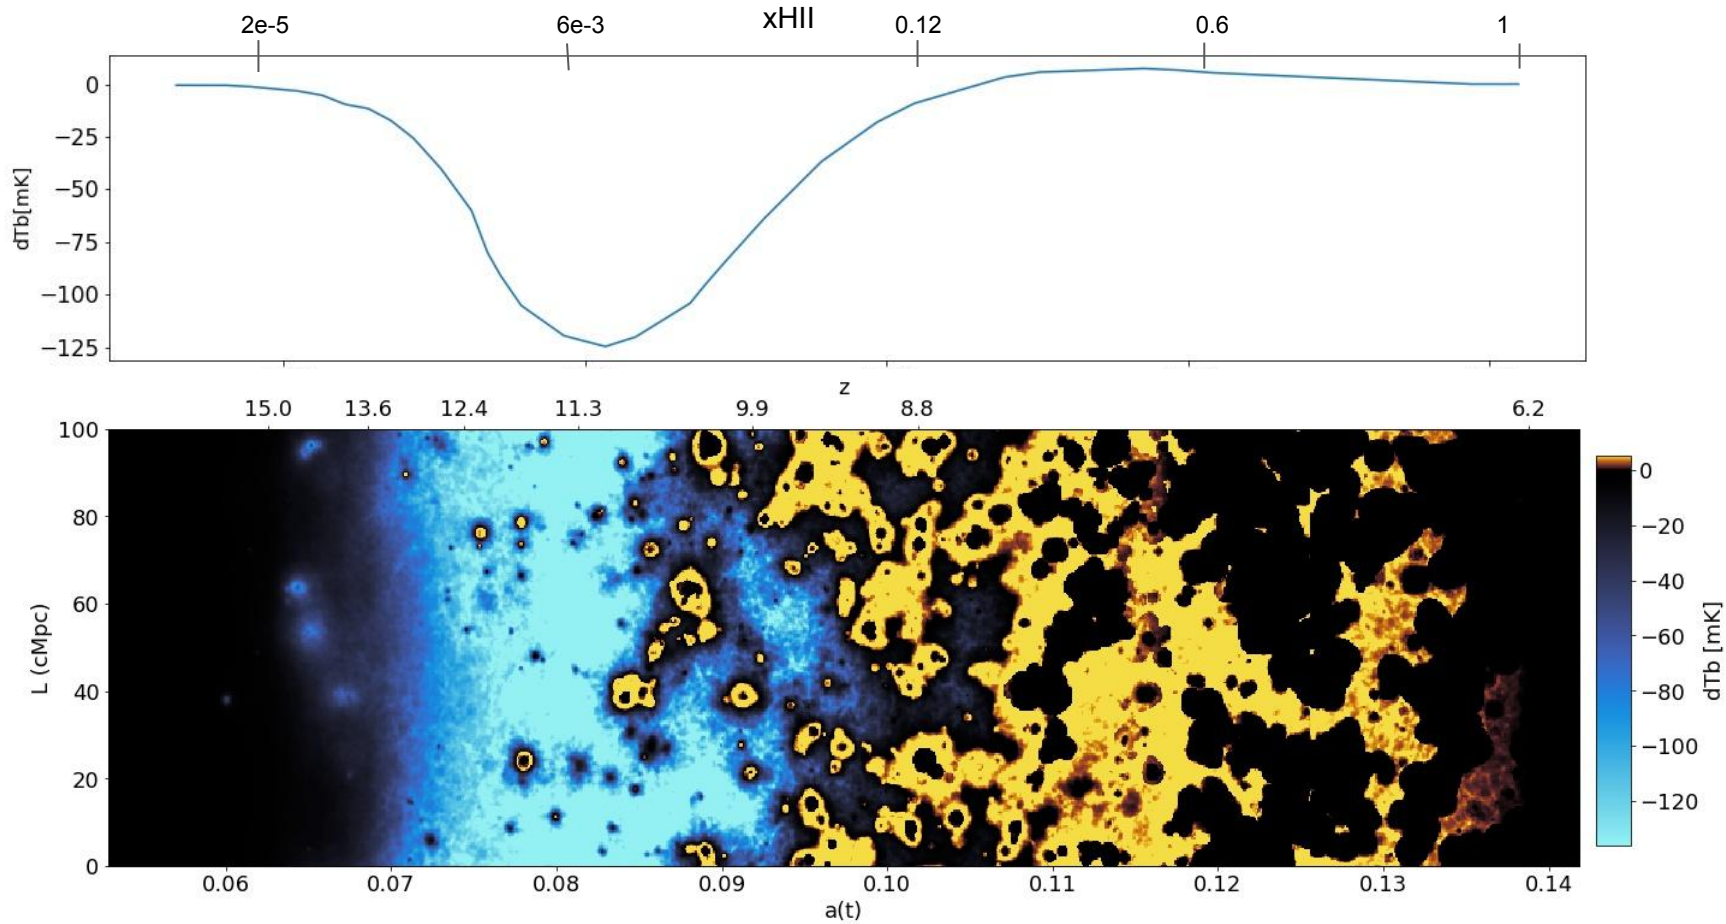 xHII
2e-5 6e-3 0.12 0.6 1
dTb[mK]
0
−25
−50
−75
−100
−125
z
15.0 13.6 12.4 11.3 9.9 8.8 6.2
L (cMpc)
100
80
60
40
20
0
0.06 0.07 0.08 0.09 0.10 0.11 0.12 0.13 0.14
a(t)
0
−20
−40
−60
−80
−100
−120
dTb [mK]